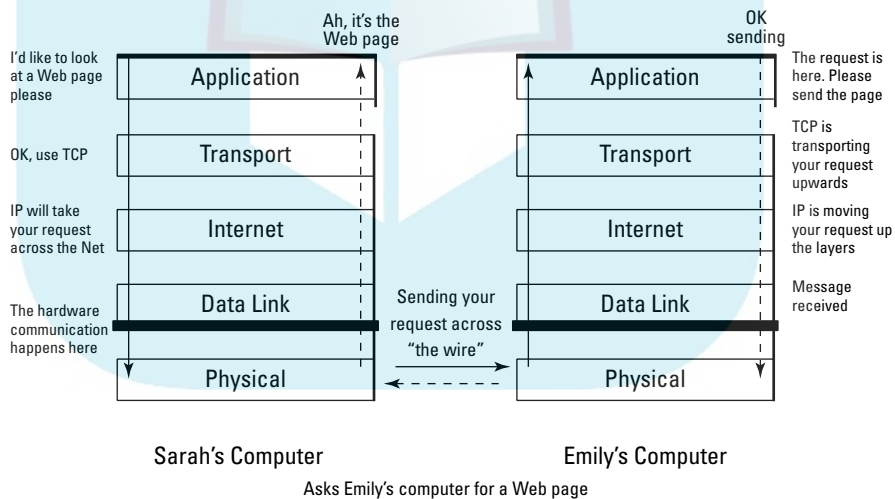 Ah, it's the
Web page
I'd like to look
at a Web page
please
Application
OK, use TCP
Transport
IP will take
your request
across the Net
Internet
The hardware
communication
happens here
Data Link
Physical
Sending your
request across
“the wire”
OK
sending
Application
The request is
here. Please
send the page
Transport
TCP is
transporting
your request
upwards
Internet
IP is moving
your request up
the layers
Data Link
Message
received
Physical
Sarah's Computer
Emily's Computer
Asks Emily's computer for a Web page